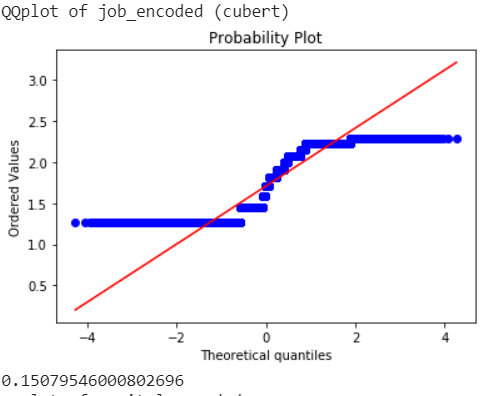 QQplot of job_encoded (cubert)
Probability Plot
3.0
2.5
2.0
1.5
1.0
0.5
Ordered Values
−4 −2 0 2 4
Theoretical quantiles
0.15079546000802696